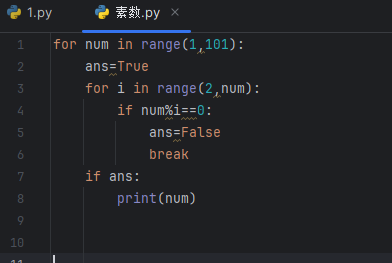 1.py
素数.py
1 for num in range(1,101):
2     ans=True
3     for i in range(2,num):
4         if num%i==0:
5             ans=False
6             break
7     if ans:
8         print(num)
9
10
11